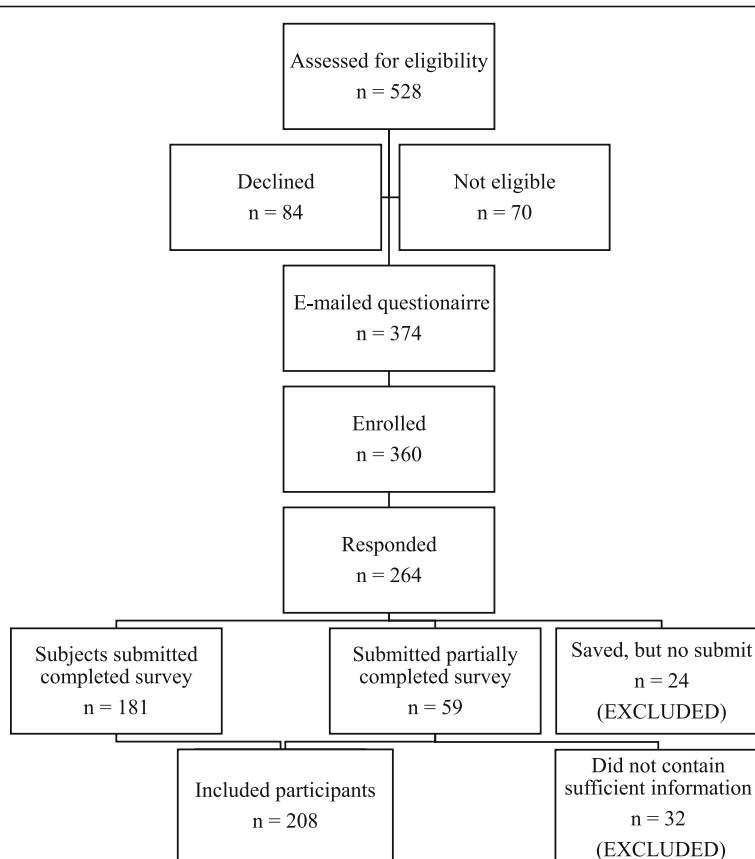 Assessed for eligibility
n = 528
Declined
n = 84
Not eligible
n = 70
E-mailed questionairre
n = 374
Enrolled
n = 360
Responded
n = 264
Subjects submitted
completed survey
n = 181
Submitted partially
completed survey
n = 59
Saved, but no submit
n = 24
(EXCLUDED)
Included participants
n = 208
Did not contain
sufficient information
n = 32
(EXCLUDED)